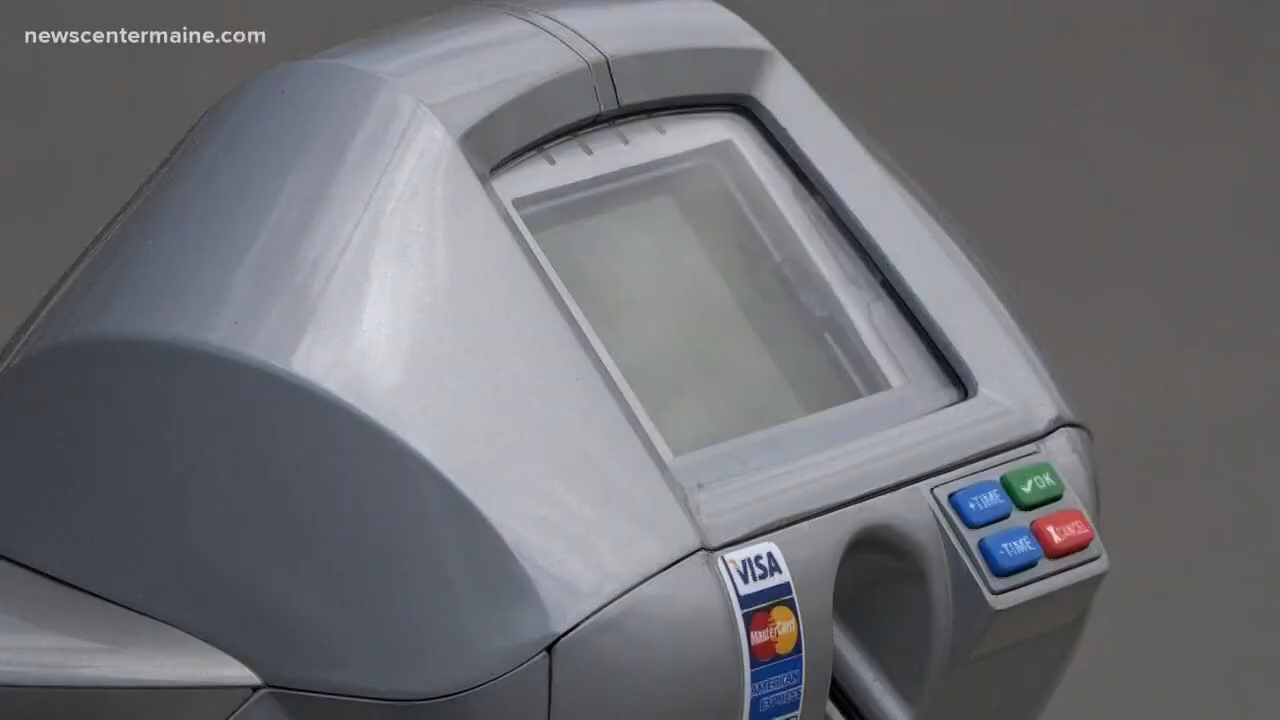 newscentermaine.com
+TIME
✓OK
-TIME
X CANCEL
VISA
MasterCard
AMERICAN
EXPRESS